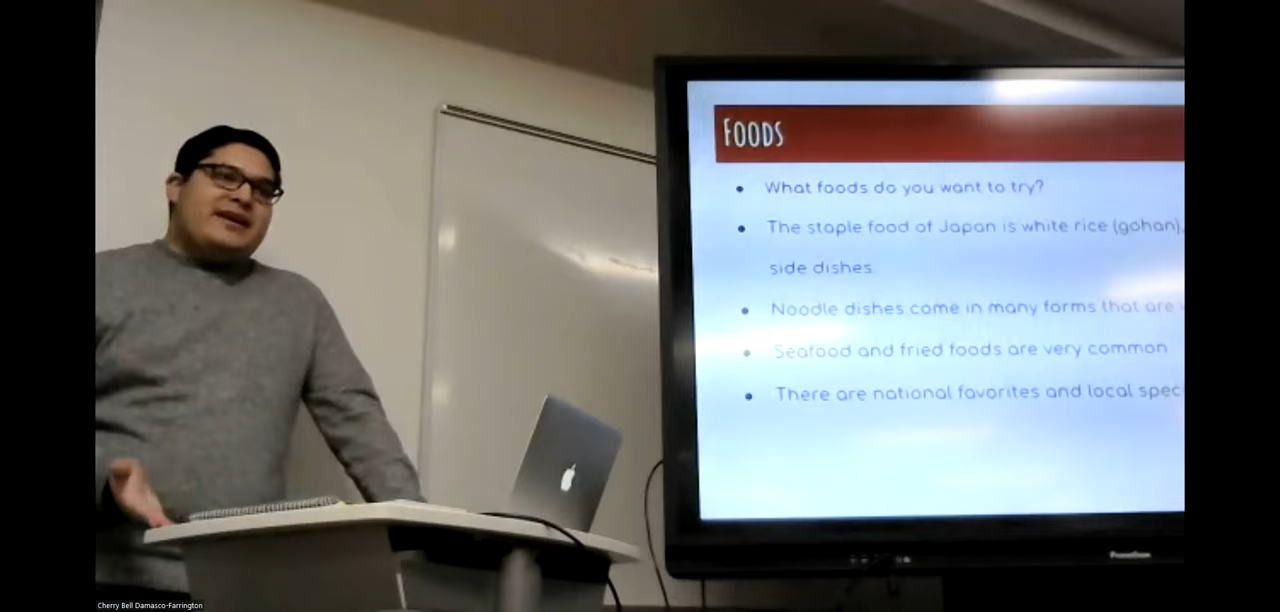 FOODS
What foods do you want to try?
The staple food of Japan is white rice (gohan),
side dishes
Noodle dishes come in many forms that are
Seafood and fried foods are very common
There are national favorites and local spec
Promethean
Cherry Bell Damasco-Farrington